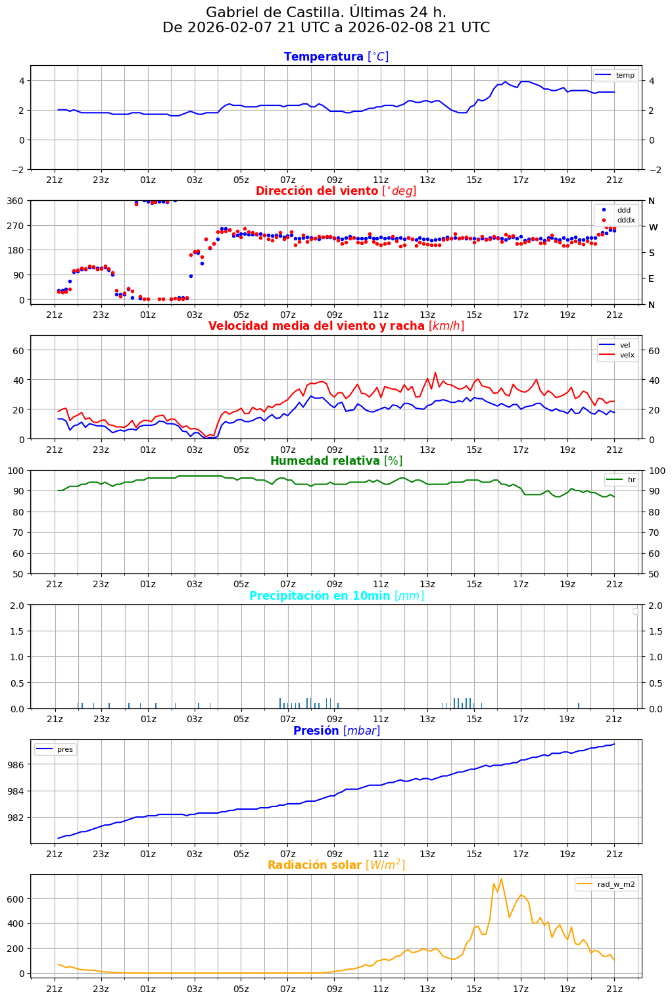 Gabriel de Castilla. Últimas 24 h.
De 2026-02-07 21 UTC a 2026-02-08 21 UTC
Temperatura [°C]
temp
4 4
2 2
0 0
−2 −2
21z 23z 01z 03z 05z 07z 09z 11z 13z 15z 17z 19z 21z
Dirección del viento [°deg]
ddd
dddx
360 N
270 W
180 S
90 E
0 N
21z 23z 01z 03z 05z 07z 09z 11z 13z 15z 17z 19z 21z
Velocidad media del viento y racha [km/h]
vel
velx
60 60
40 40
20 20
0 0
21z 23z 01z 03z 05z 07z 09z 11z 13z 15z 17z 19z 21z
Humedad relativa [%]
hr
100 100
90 90
80 80
70 70
60 60
50 50
21z 23z 01z 03z 05z 07z 09z 11z 13z 15z 17z 19z 21z
Precipitación en 10min [mm]
2.0 2.0
1.5 1.5
1.0 1.0
0.5 0.5
0.0 0.0
21z 23z 01z 03z 05z 07z 09z 11z 13z 15z 17z 19z 21z
Presión [mbar]
pres
986
984
982
21z 23z 01z 03z 05z 07z 09z 11z 13z 15z 17z 19z 21z
Radiación solar [W/m²]
rad_w_m2
600
400
200
0
21z 23z 01z 03z 05z 07z 09z 11z 13z 15z 17z 19z 21z